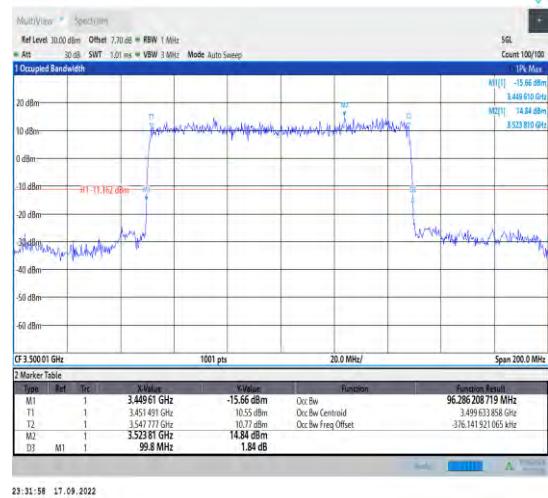 MultiView Spectrum
Ref Level 30.00 dBm Offset 7.70 dB RBW 1 MHz SGL
Att 30 dB SWT 1.01 ms VBW 3 MHz Mode Auto Sweep Count 100/100
1 Occupied Bandwidth 1Pk Max
M1[1] -15.66 dBm
3.449 610 GHz
M2[1] 14.84 dBm
3.523 810 GHz
20 dBm
10 dBm
0 dBm
-10 dBm
H1 -11.162 dBm
-20 dBm
-30 dBm
-40 dBm
-50 dBm
-60 dBm
T1
M2
CF 3.500 01 GHz 1001 pts 20.0 MHz/ Span 200.0 MHz
2 Marker Table
Type Ref Trc X-Value Y-Value Function Function Result
M1 1 3.449 61 GHz -15.66 dBm Occ Bw 96.286 208 719 MHz
T1 1 3.451 491 GHz 10.55 dBm Occ Bw Centroid 3.499 633 858 GHz
T2 1 3.547 777 GHz 10.77 dBm Occ Bw Freq Offset -376.141 921 065 kHz
M2 1 3.523 81 GHz 14.84 dBm
D3 M1 1 99.8 MHz 1.84 dB
23:31:58 17.09.2022